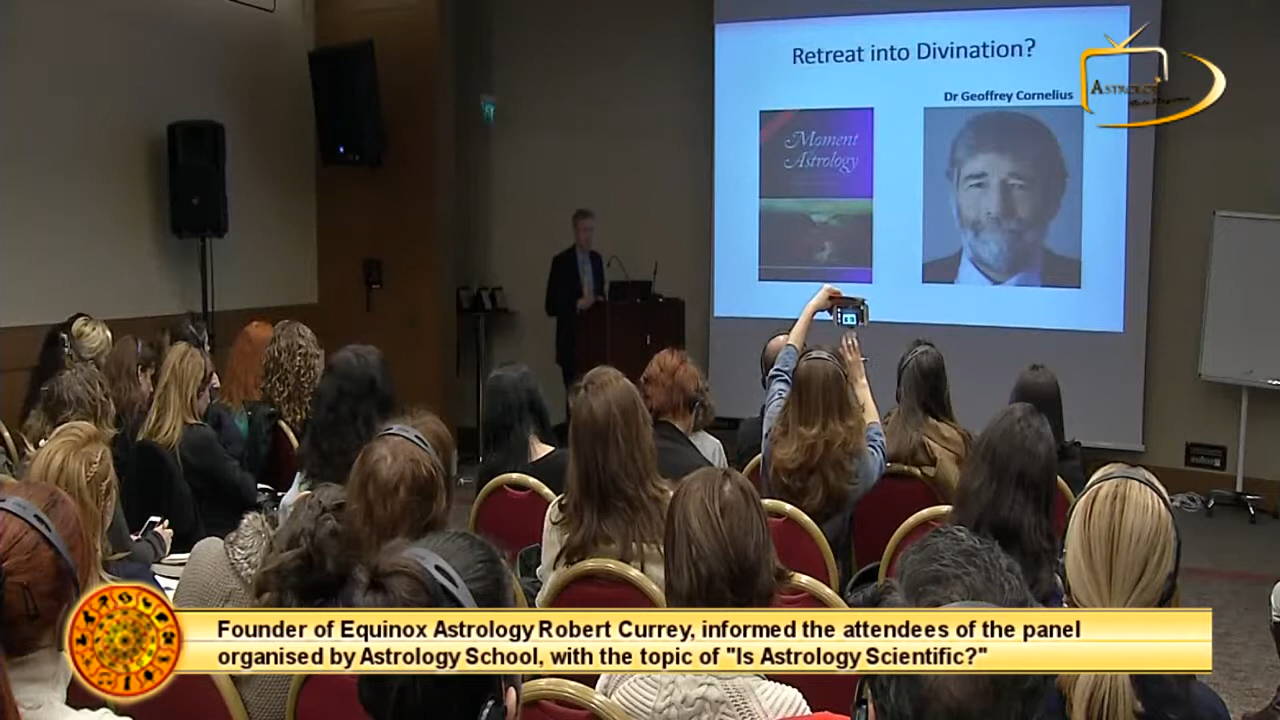 Retreat into Divination?
Dr Geoffrey Cornelius
Moment
Astrology
Founder of Equinox Astrology Robert Currey, informed the attendees of the panel
organised by Astrology School, with the topic of "Is Astrology Scientific?"